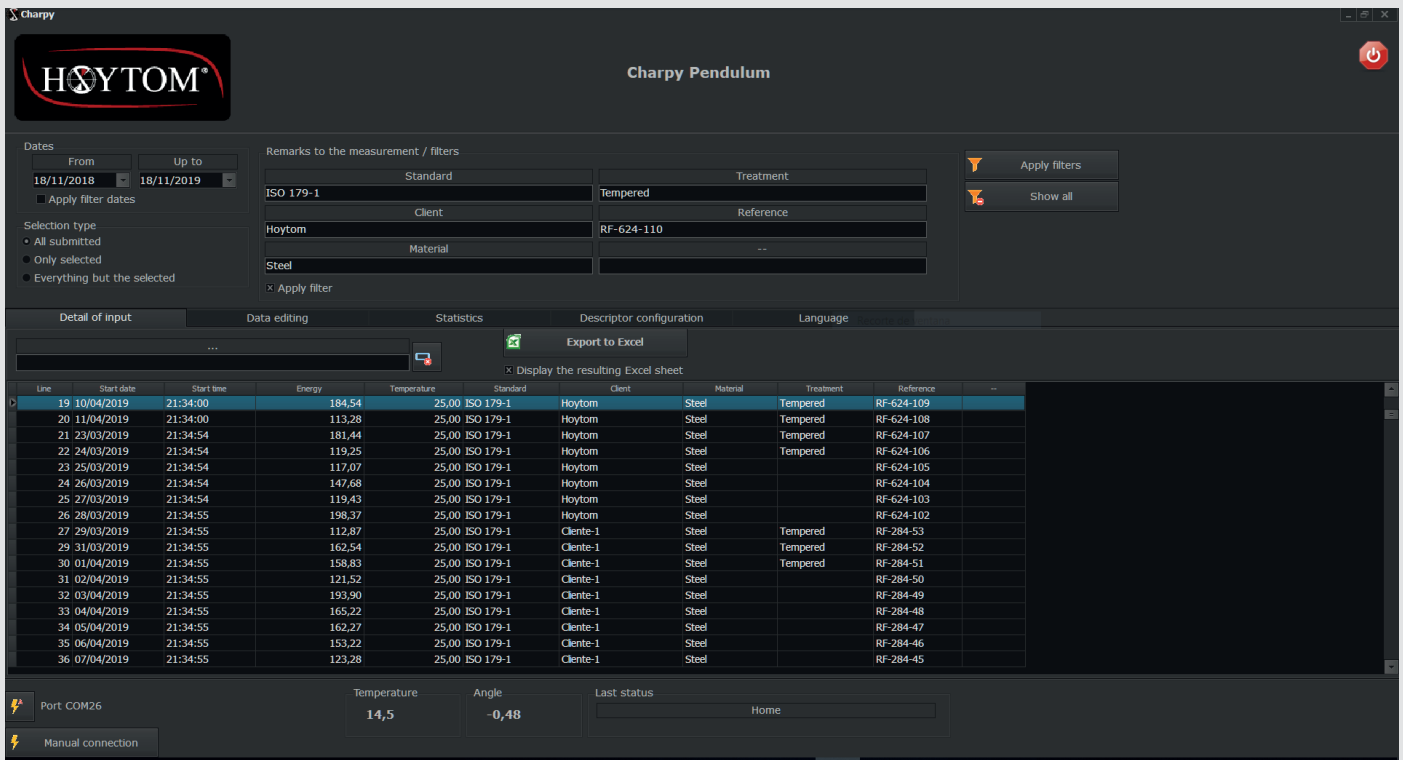 Charpy
HOYTOM®
Charpy Pendulum
Dates
From Up to
18/11/2018 18/11/2019
Apply filter dates
Selection type
All submitted
Only selected
Everything but the selected
Remarks to the measurement / filters
Standard Treatment
ISO 179-1 Tempered
Client Reference
Hoytom RF-624-110
Material --
Steel
Apply filter
Apply filters
Show all
Detail of input Data editing Statistics Descriptor configuration Language
...
Export to Excel
Display the resulting Excel sheet
Line Start date Start time Energy Temperature Standard Client Material Treatment Reference --
19 10/04/2019 21:34:00 184,54 25,00 ISO 179-1 Hoytom Steel Tempered RF-624-109
20 11/04/2019 21:34:00 113,28 25,00 ISO 179-1 Hoytom Steel Tempered RF-624-108
21 23/03/2019 21:34:54 181,44 25,00 ISO 179-1 Hoytom Steel Tempered RF-624-107
22 24/03/2019 21:34:54 119,25 25,00 ISO 179-1 Hoytom Steel Tempered RF-624-106
23 25/03/2019 21:34:54 117,07 25,00 ISO 179-1 Hoytom Steel RF-624-105
24 26/03/2019 21:34:54 147,68 25,00 ISO 179-1 Hoytom Steel RF-624-104
25 27/03/2019 21:34:54 119,43 25,00 ISO 179-1 Hoytom Steel RF-624-103
26 28/03/2019 21:34:55 198,37 25,00 ISO 179-1 Hoytom Steel RF-624-102
27 29/03/2019 21:34:55 112,87 25,00 ISO 179-1 Cliente-1 Steel Tempered RF-284-53
29 31/03/2019 21:34:55 162,54 25,00 ISO 179-1 Cliente-1 Steel Tempered RF-284-52
30 01/04/2019 21:34:55 158,83 25,00 ISO 179-1 Cliente-1 Steel Tempered RF-284-51
31 02/04/2019 21:34:55 121,52 25,00 ISO 179-1 Cliente-1 Steel RF-284-50
32 03/04/2019 21:34:55 193,90 25,00 ISO 179-1 Cliente-1 Steel RF-284-49
33 04/04/2019 21:34:55 165,22 25,00 ISO 179-1 Cliente-1 Steel RF-284-48
34 05/04/2019 21:34:55 162,27 25,00 ISO 179-1 Cliente-1 Steel RF-284-47
35 06/04/2019 21:34:55 153,22 25,00 ISO 179-1 Cliente-1 Steel RF-284-46
36 07/04/2019 21:34:55 123,28 25,00 ISO 179-1 Cliente-1 Steel RF-284-45
Port COM26
Manual connection
Temperature
14,5
Angle
-0,48
Last status
Home